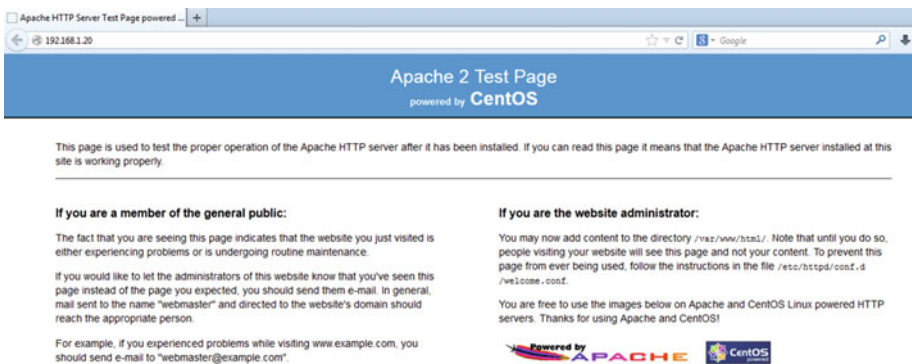 Apache HTTP Server Test Page powered ...
192.168.1.20
Google
Apache 2 Test Page
powered by CentOS
This page is used to test the proper operation of the Apache HTTP server after it has been installed. If you can read this page it means that the Apache HTTP server installed at this
site is working properly.
If you are a member of the general public:
The fact that you are seeing this page indicates that the website you just visited is
either experiencing problems or is undergoing routine maintenance.
If you would like to let the administrators of this website know that you've seen this
page instead of the page you expected, you should send them e-mail. In general,
mail sent to the name "webmaster" and directed to the website's domain should
reach the appropriate person.
For example, if you experienced problems while visiting www.example.com, you
should send e-mail to "webmaster@example.com".
If you are the website administrator:
You may now add content to the directory /var/www/html/. Note that until you do so,
people visiting your website will see this page and not your content. To prevent this
page from ever being used, follow the instructions in the file /etc/httpd/conf.d
/welcome.conf.
You are free to use the images below on Apache and CentOS Linux powered HTTP
servers. Thanks for using Apache and CentOS!
Powered by
APACHE
CentOS
powered